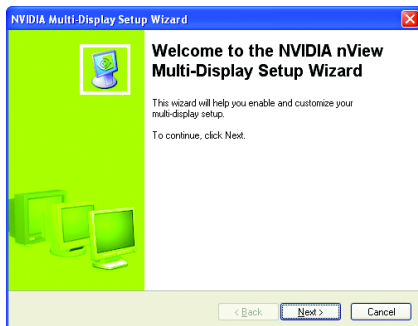 NVIDIA Multi-Display Setup Wizard
Welcome to the NVIDIA nView
Multi-Display Setup Wizard
This wizard will help you enable and customize your
multi-display setup.
To continue, click Next.
< Back
Next >
Cancel